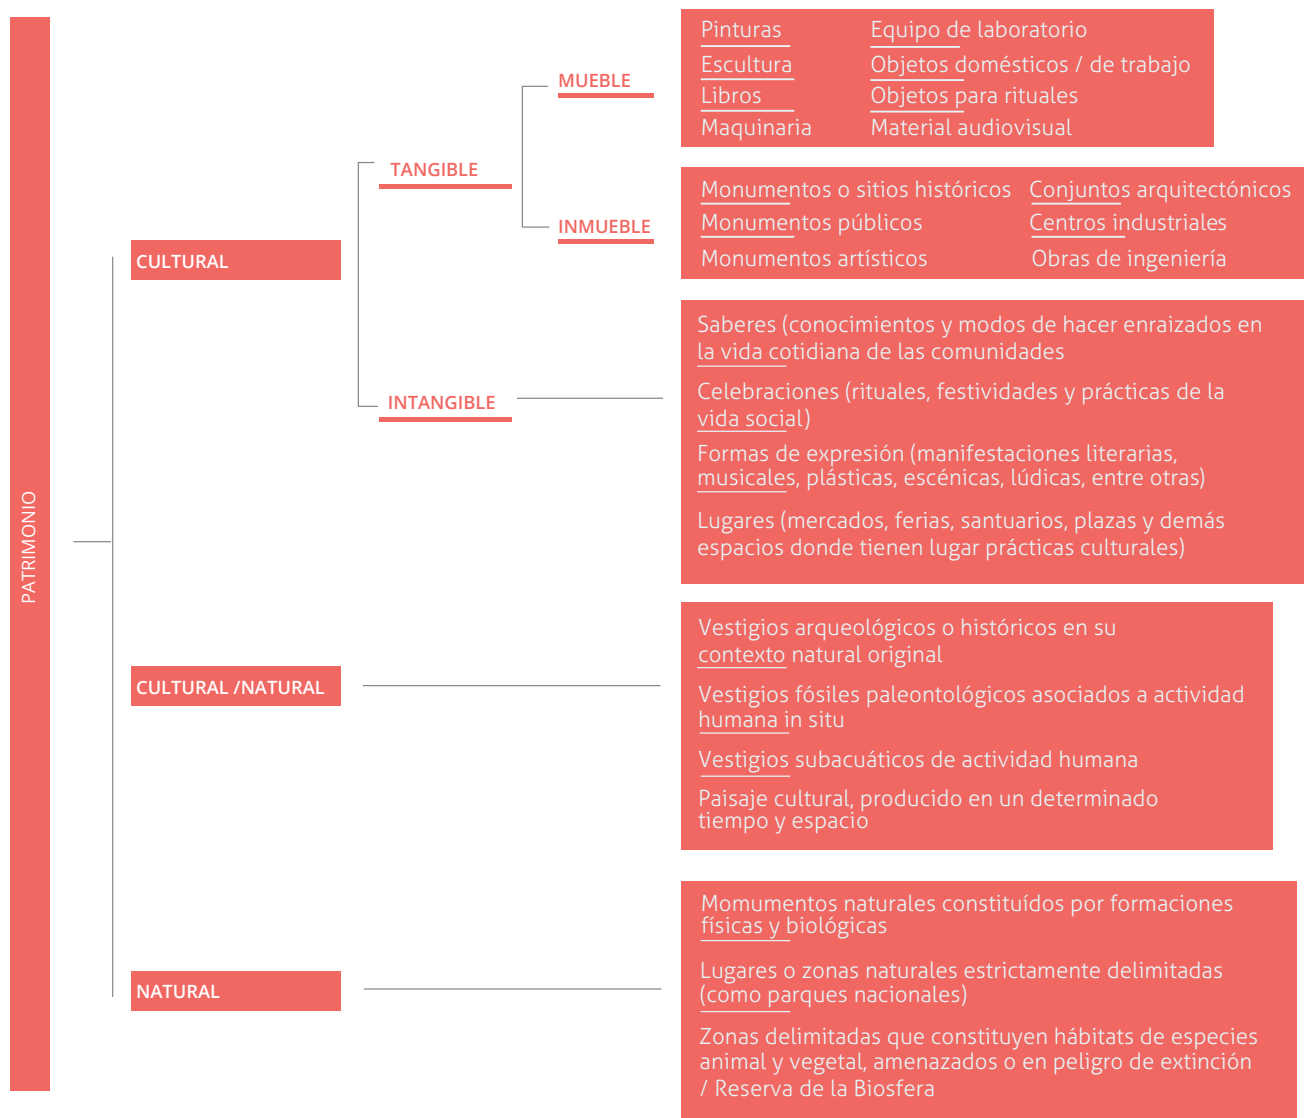 PATRIMONIO
CULTURAL
TANGIBLE
MUEBLE
Pinturas Equipo de laboratorio
Escultura Objetos domésticos / de trabajo
Libros Objetos para rituales
Maquinaria Material audiovisual
INMUEBLE
Monumentos o sitios históricos Conjuntos arquitectónicos
Monumentos públicos Centros industriales
Monumentos artísticos Obras de ingeniería
INTANGIBLE
Saberes (conocimientos y modos de hacer enraizados en
la vida cotidiana de las comunidades
Celebraciones (rituales, festividades y prácticas de la
vida social)
Formas de expresión (manifestaciones literarias,
musicales, plásticas, escénicas, lúdicas, entre otras)
Lugares (mercados, ferias, santuarios, plazas y demás
espacios donde tienen lugar prácticas culturales)
CULTURAL /NATURAL
Vestigios arqueológicos o históricos en su
contexto natural original
Vestigios fósiles paleontológicos asociados a actividad
humana in situ
Vestigios subacuáticos de actividad humana
Paisaje cultural, producido en un determinado
tiempo y espacio
NATURAL
Momumentos naturales constituídos por formaciones
físicas y biológicas
Lugares o zonas naturales estrictamente delimitadas
(como parques nacionales)
Zonas delimitadas que constituyen hábitats de especies
animal y vegetal, amenazados o en peligro de extinción
/ Reserva de la Biosfera